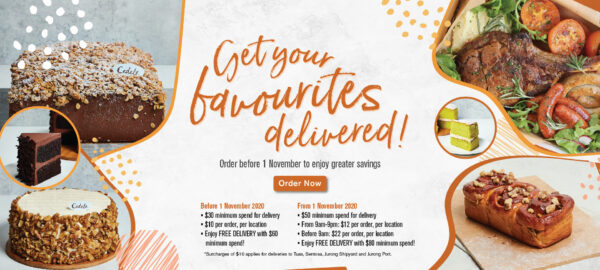 Cedele
Cedele
Get your
favourites
delivered!
Order before 1 November to enjoy greater savings
Order Now
Before 1 November 2020
• $30 minimum spend for delivery
• $10 per order, per location
• Enjoy FREE DELIVERY with $60
minimum spend!
From 1 November 2020
• $50 minimum spend for delivery
• From 9am-9pm: $12 per order, per location
• Before 9am: $22 per order, per location
• Enjoy FREE DELIVERY with $80 minimum spend!
*Surcharges of $10 applies for deliveries to Tuas, Sentosa, Jurong Shipyard and Jurong Port.